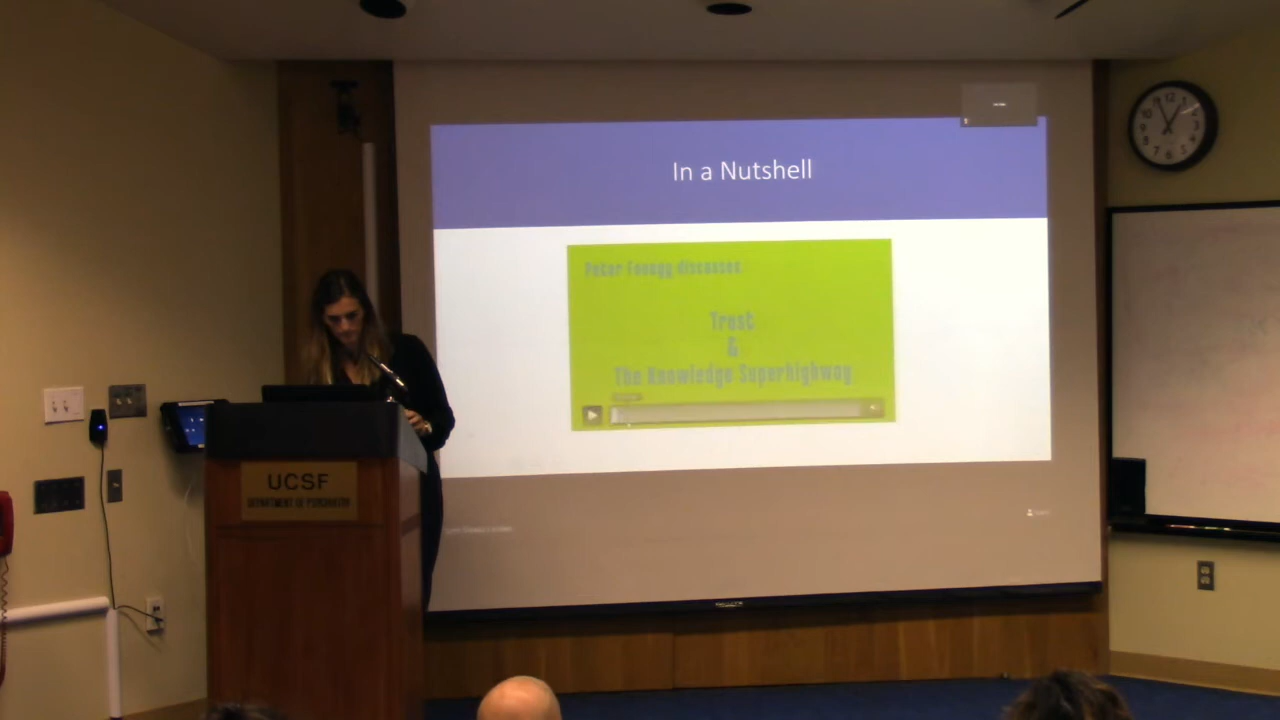 In a Nutshell
Peter Fonagy discusses
Trust
&
The Knowledge Superhighway
UCSF
DEPARTMENT OF PSYCHIATRY